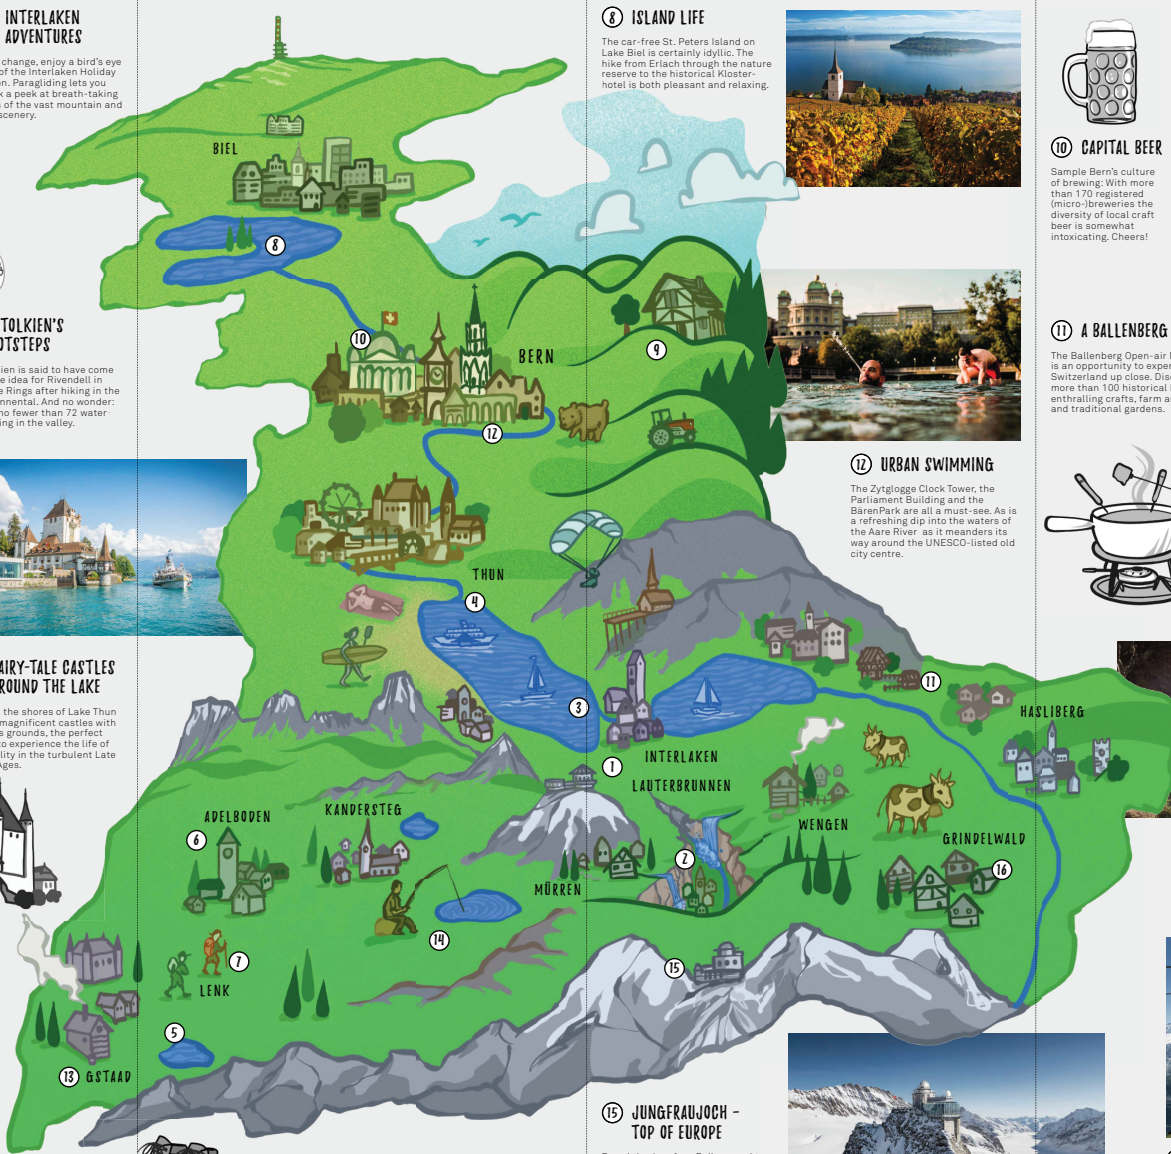 INTERLAKEN
ADVENTURES
change, enjoy a bird's eye
of the Interlaken Holiday
n. Paragliding lets you
a peek at breath-taking
of the vast mountain and
scenery.
TOLKIEN'S
ien is said to have come
e idea for Rivendell in
e Rings after hiking in the
nnental. And no wonder:
no fewer than 72 water-
ing in the valley.
AIRY-TALE CASTLES
ROUND THE LAKE
the shores of Lake Thun
magnificent castles with
s grounds, the perfect
to experience the life of
lity in the turbulent Late
Ages.
8 ISLAND LIFE
The car-free St. Peters Island on
Lake Biel is certainly idyllic. The
hike from Erlach through the nature
reserve to the historical Kloster-
hotel is both pleasant and relaxing.
10 CAPITAL BEER
Sample Bern's culture
of brewing: With more
than 170 registered
(micro-)breweries the
diversity of local craft
beer is somewhat
intoxicating. Cheers!
11 A BALLENBERG
The Ballenberg Open-air
is an opportunity to exper
Switzerland up close. Disc
more than 100 historical
enthralling crafts, farm a
and traditional gardens.
12 URBAN SWIMMING
The Zytglogge Clock Tower, the
Parliament Building and the
BärenPark are all a must-see. As is
a refreshing dip into the waters of
the Aare River as it meanders its
way around the UNESCO-listed old
city centre.
BIEL
8
10
BERN
9
12
THUN
4
3
11
HASLIBERG
INTERLAKEN
1
LAUTERBRUNNEN
ADELBODEN
KANDERSTEG
WENGEN
6
GRINDELWALD
2
16
MÜRREN
14
7
LENK
15
5
13 GSTAAD
15 JUNGFRAUJOCH –
TOP OF EUROPE